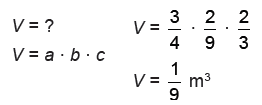 V = ?
V = a · b · c
V = 3/4 · 2/9 · 2/3
V = 1/9 m³